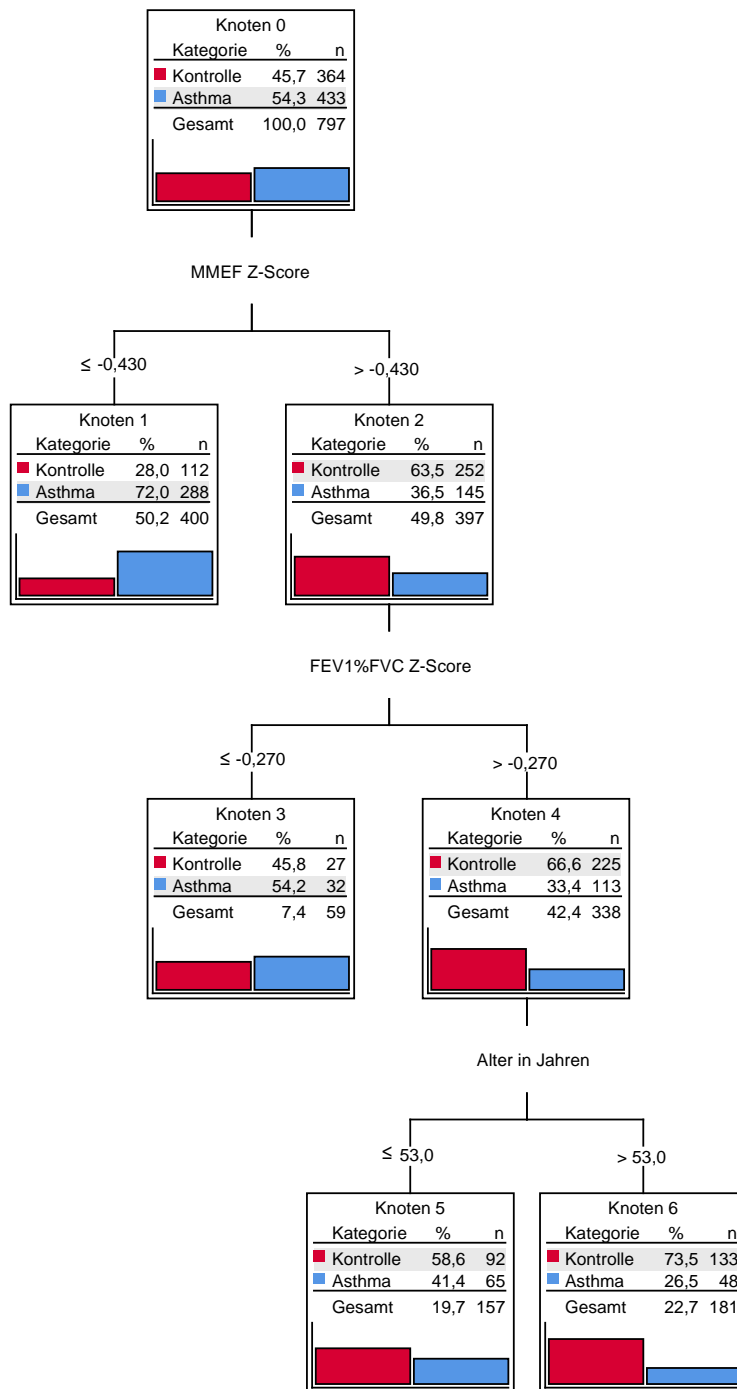 Knoten 0
Kategorie % n
Kontrolle 45,7 364
Asthma 54,3 433
Gesamt 100,0 797
MMEF Z-Score
≤ -0,430
> -0,430
Knoten 1
Kategorie % n
Kontrolle 28,0 112
Asthma 72,0 288
Gesamt 50,2 400
Knoten 2
Kategorie % n
Kontrolle 63,5 252
Asthma 36,5 145
Gesamt 49,8 397
FEV1%FVC Z-Score
≤ -0,270
> -0,270
Knoten 3
Kategorie % n
Kontrolle 45,8 27
Asthma 54,2 32
Gesamt 7,4 59
Knoten 4
Kategorie % n
Kontrolle 66,6 225
Asthma 33,4 113
Gesamt 42,4 338
Alter in Jahren
≤ 53,0
> 53,0
Knoten 5
Kategorie % n
Kontrolle 58,6 92
Asthma 41,4 65
Gesamt 19,7 157
Knoten 6
Kategorie % n
Kontrolle 73,5 133
Asthma 26,5 48
Gesamt 22,7 181